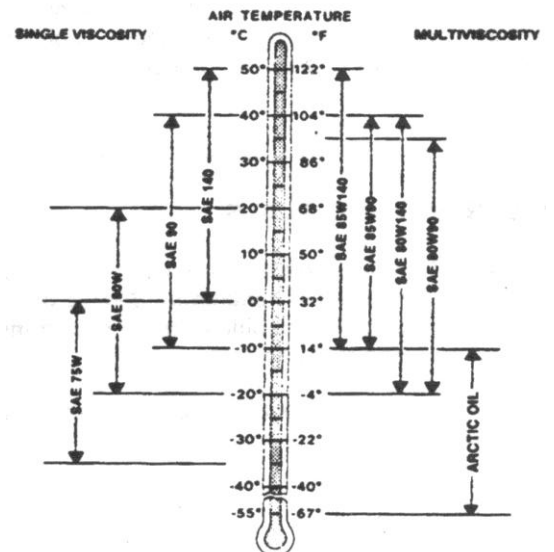 AIR TEMPERATURE
SINGLE VISCOSITY °C °F MULTIVISCOSITY
50° 122°
40° 104°
30° 86°
20° 68°
10° 50°
0° 32°
-10° 14°
-20° -4°
-30° -22°
-40° -40°
-55° -67°
SAE 75W
SAE 80W
SAE 90
SAE 140
SAE 85W140
SAE 85W90
SAE 80W140
SAE 80W90
ARCTIC OIL